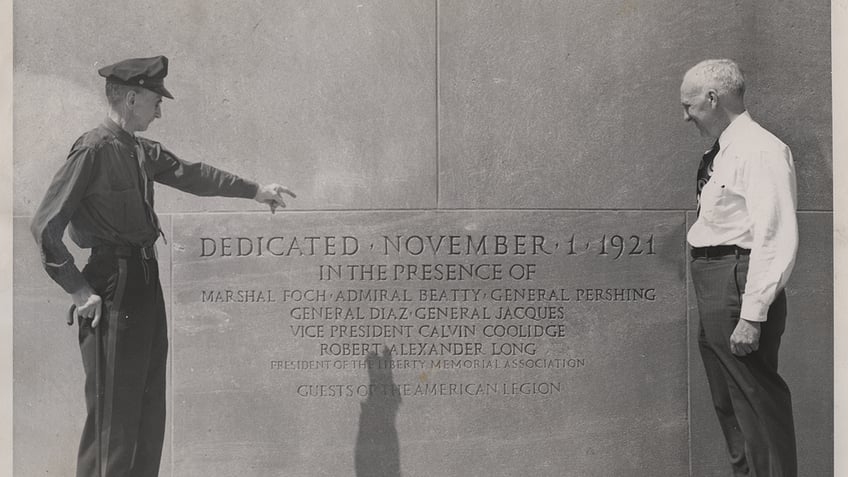 DEDICATED · NOVEMBER · 1 · 1921
IN THE PRESENCE OF
MARSHAL FOCH · ADMIRAL BEATTY · GENERAL PERSHING
GENERAL DIAZ · GENERAL JACQUES
VICE PRESIDENT CALVIN COOLIDGE
ROBERT ALEXANDER LONG
PRESIDENT OF THE LIBERTY MEMORIAL ASSOCIATION
GUESTS OF THE AMERICAN LEGION